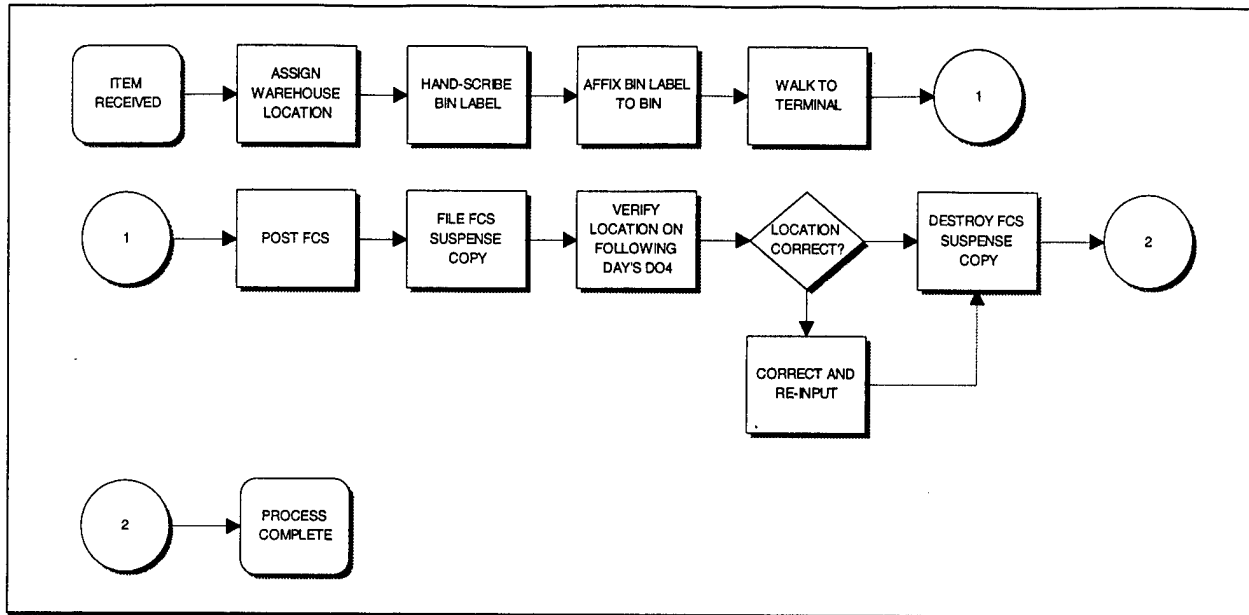 ITEM
RECEIVED
ASSIGN
WAREHOUSE
LOCATION
HAND-SCRIBE
BIN LABEL
AFFIX BIN LABEL
TO BIN
WALK TO
TERMINAL
1
1
POST FCS
FILE FCS
SUSPENSE
COPY
VERIFY
LOCATION ON
FOLLOWING
DAY'S DO4
LOCATION
CORRECT?
DESTROY FCS
SUSPENSE
COPY
2
CORRECT AND
RE-INPUT
2
PROCESS
COMPLETE